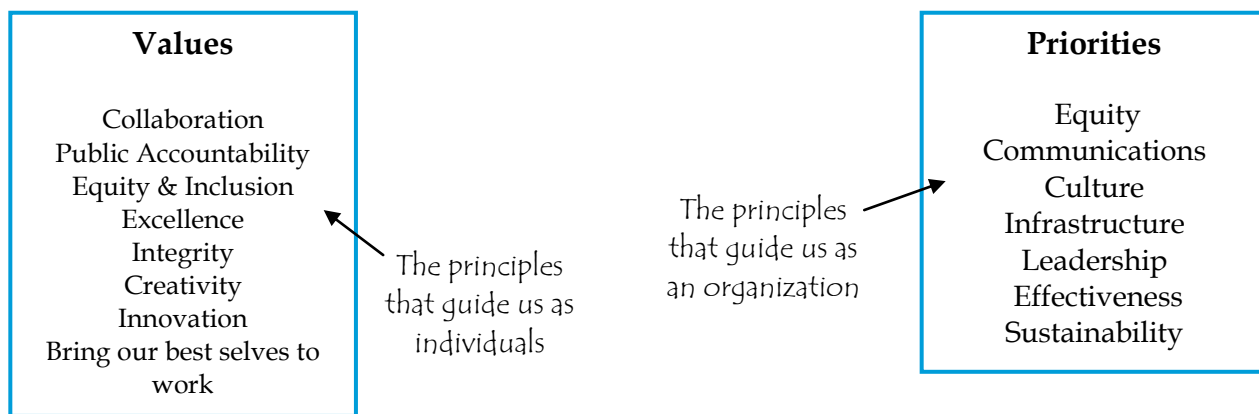 Values
Collaboration
Public Accountability
Equity & Inclusion
Excellence
Integrity
Creativity
Innovation
Bring our best selves to
work
The principles
that guide us as
individuals
The principles
that guide us as
an organization
Priorities
Equity
Communications
Culture
Infrastructure
Leadership
Effectiveness
Sustainability